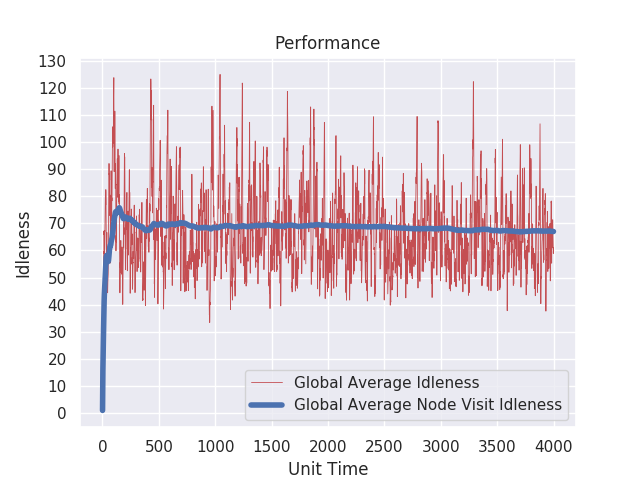 Performance
130
120
110
100
90
80
70
60
50
40
30
20
10
0
Idleness
Global Average Idleness
Global Average Node Visit Idleness
0 500 1000 1500 2000 2500 3000 3500 4000
Unit Time